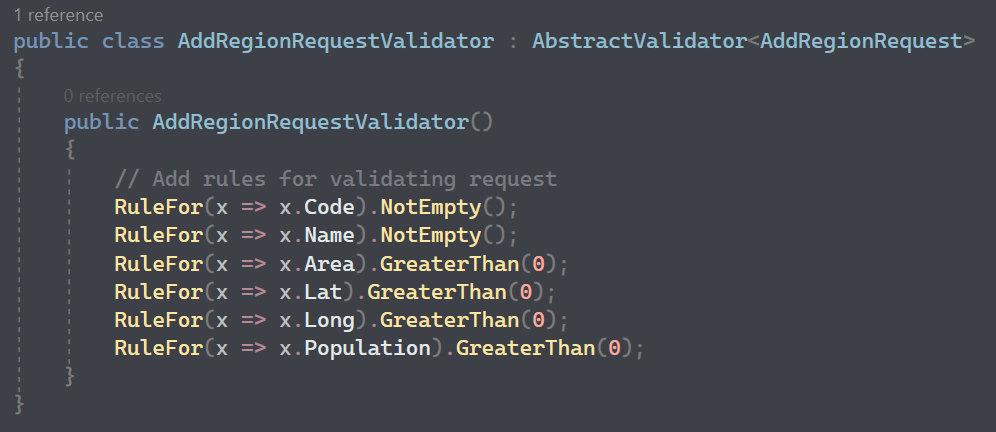 1 reference
public class AddRegionRequestValidator : AbstractValidator<AddRegionRequest>
{
0 references
public AddRegionRequestValidator()
{
// Add rules for validating request
RuleFor(x => x.Code).NotEmpty();
RuleFor(x => x.Name).NotEmpty();
RuleFor(x => x.Area).GreaterThan(0);
RuleFor(x => x.Lat).GreaterThan(0);
RuleFor(x => x.Long).GreaterThan(0);
RuleFor(x => x.Population).GreaterThan(0);
}
}